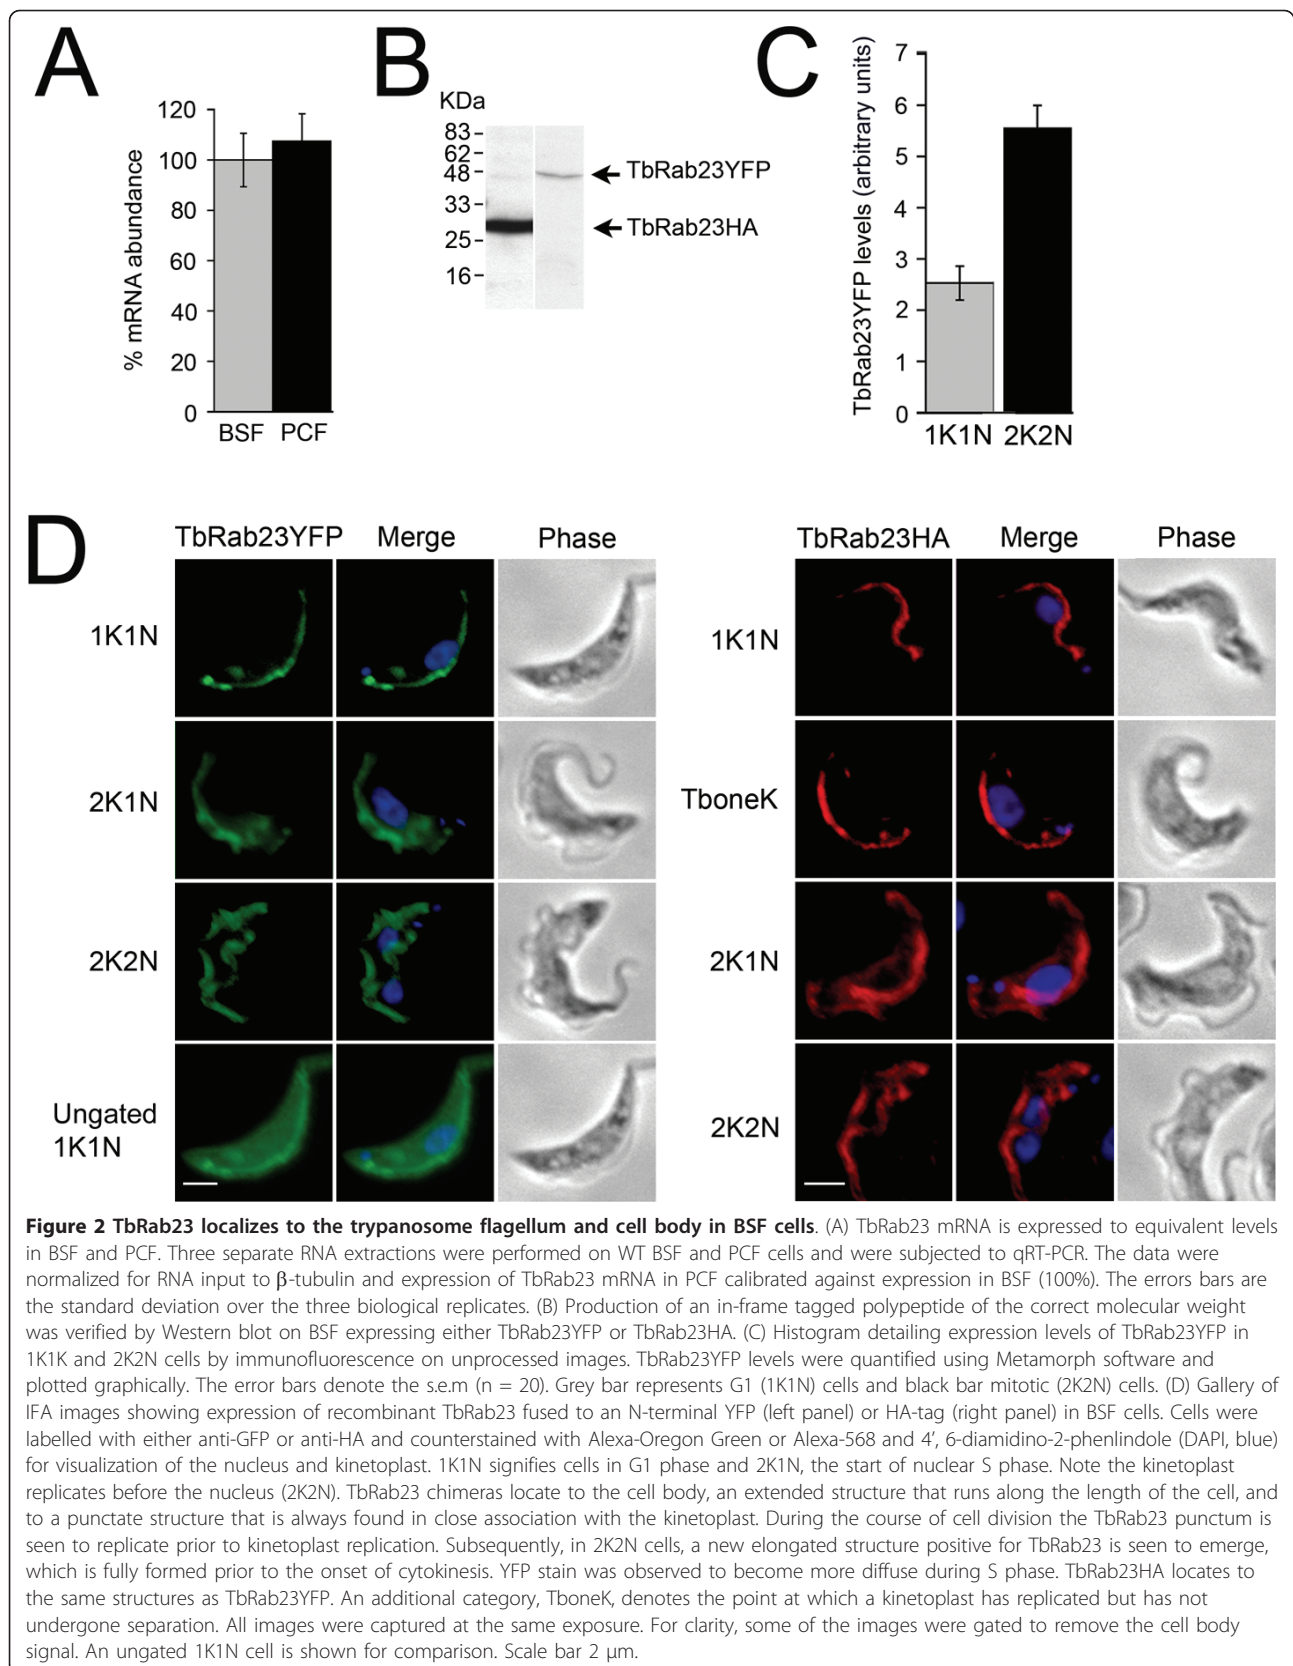 A
120
100
80
60
40
20
0
% mRNA abundance
BSF PCF
B
KDa
83
62
48
33
25
16
TbRab23YFP
TbRab23HA
C
7
6
5
4
3
2
1
0
TbRab23YFP levels (arbitrary units)
1K1N 2K2N
D
TbRab23YFP Merge Phase
1K1N
2K1N
2K2N
Ungated
1K1N
TbRab23HA Merge Phase
1K1N
TboneK
2K1N
2K2N
Figure 2 TbRab23 localizes to the trypanosome flagellum and cell body in BSF cells. (A) TbRab23 mRNA is expressed to equivalent levels
in BSF and PCF. Three separate RNA extractions were performed on WT BSF and PCF cells and were subjected to qRT-PCR. The data were
normalized for RNA input to β-tubulin and expression of TbRab23 mRNA in PCF calibrated against expression in BSF (100%). The errors bars are
the standard deviation over the three biological replicates. (B) Production of an in-frame tagged polypeptide of the correct molecular weight
was verified by Western blot on BSF expressing either TbRab23YFP or TbRab23HA. (C) Histogram detailing expression levels of TbRab23YFP in
1K1K and 2K2N cells by immunofluorescence on unprocessed images. TbRab23YFP levels were quantified using Metamorph software and
plotted graphically. The error bars denote the s.e.m (n = 20). Grey bar represents G1 (1K1N) cells and black bar mitotic (2K2N) cells. (D) Gallery of
IFA images showing expression of recombinant TbRab23 fused to an N-terminal YFP (left panel) or HA-tag (right panel) in BSF cells. Cells were
labelled with either anti-GFP or anti-HA and counterstained with Alexa-Oregon Green or Alexa-568 and 4′, 6-diamidino-2-phenlindole (DAPI, blue)
for visualization of the nucleus and kinetoplast. 1K1N signifies cells in G1 phase and 2K1N, the start of nuclear S phase. Note the kinetoplast
replicates before the nucleus (2K2N). TbRab23 chimeras locate to the cell body, an extended structure that runs along the length of the cell, and
to a punctate structure that is always found in close association with the kinetoplast. During the course of cell division the TbRab23 punctum is
seen to replicate prior to kinetoplast replication. Subsequently, in 2K2N cells, a new elongated structure positive for TbRab23 is seen to emerge,
which is fully formed prior to the onset of cytokinesis. YFP stain was observed to become more diffuse during S phase. TbRab23HA locates to
the same structures as TbRab23YFP. An additional category, TboneK, denotes the point at which a kinetoplast has replicated but has not
undergone separation. All images were captured at the same exposure. For clarity, some of the images were gated to remove the cell body
signal. An ungated 1K1N cell is shown for comparison. Scale bar 2 μm.